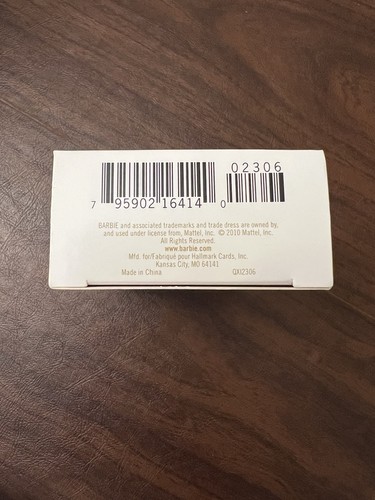 02306
7 95902 16414 0
BARBIE and associated trademarks and trade dress are owned by,
and used under license from, Mattel, Inc. © 2010 Mattel, Inc.
All Rights Reserved.
www.barbie.com
Mfd. for/Fabriqué pour Hallmark Cards, Inc.
Kansas City, MO 64141
Made in China QXI2306